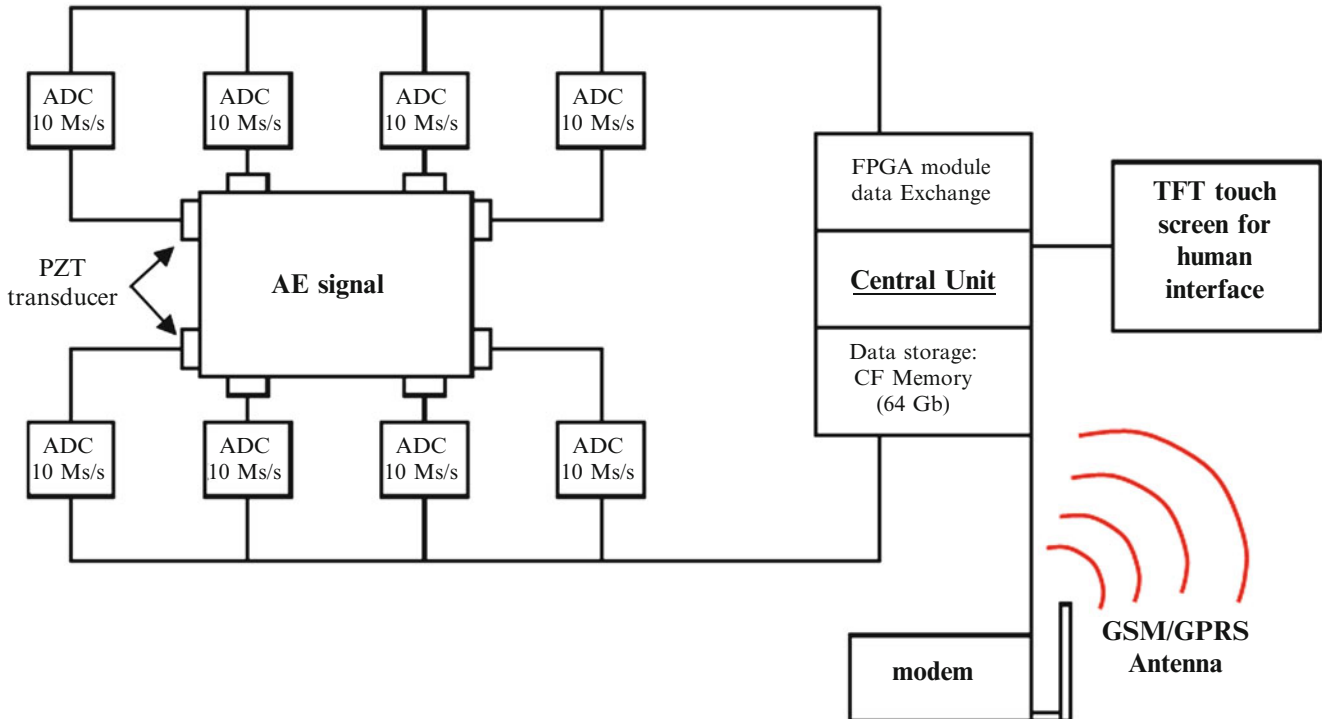 ADC
10 Ms/s
ADC
10 Ms/s
ADC
10 Ms/s
ADC
10 Ms/s
FPGA module
data Exchange
TFT touch
screen for
human
interface
PZT
transducer
AE signal
Central Unit
Data storage:
CF Memory
(64 Gb)
ADC
10 Ms/s
ADC
10 Ms/s
ADC
10 Ms/s
ADC
10 Ms/s
GSM/GPRS
Antenna
modem